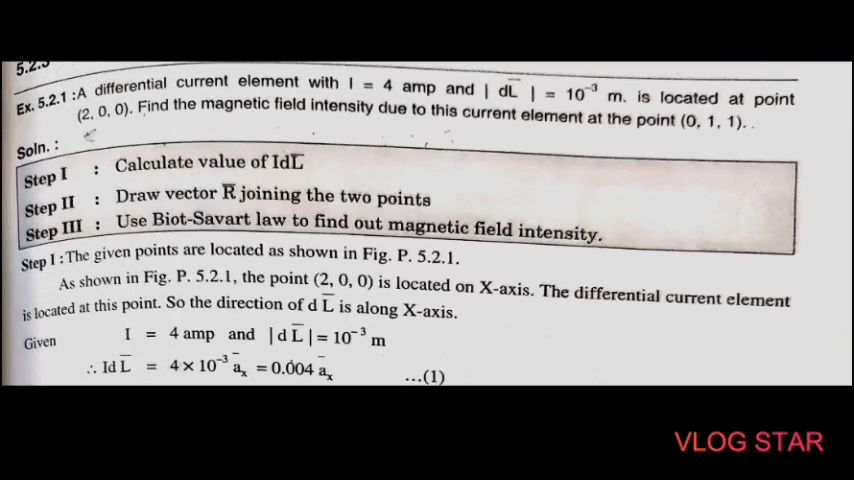 5.2.5
Ex. 5.2.1 : A differential current element with I = 4 amp and | dL̄ | = 10⁻³ m. is located at point
(2, 0, 0). Find the magnetic field intensity due to this current element at the point (0, 1, 1).
Soln. :
Step I : Calculate value of IdL̄
Step II : Draw vector R̄ joining the two points
Step III : Use Biot-Savart law to find out magnetic field intensity.
Step I : The given points are located as shown in Fig. P. 5.2.1.
As shown in Fig. P. 5.2.1, the point (2, 0, 0) is located on X-axis. The differential current element
is located at this point. So the direction of d L̄ is along X-axis.
Given I = 4 amp and | d L̄ | = 10⁻³ m
∴ Id L̄ = 4 × 10⁻³ āₓ = 0.004 āₓ ...(1)
VLOG STAR